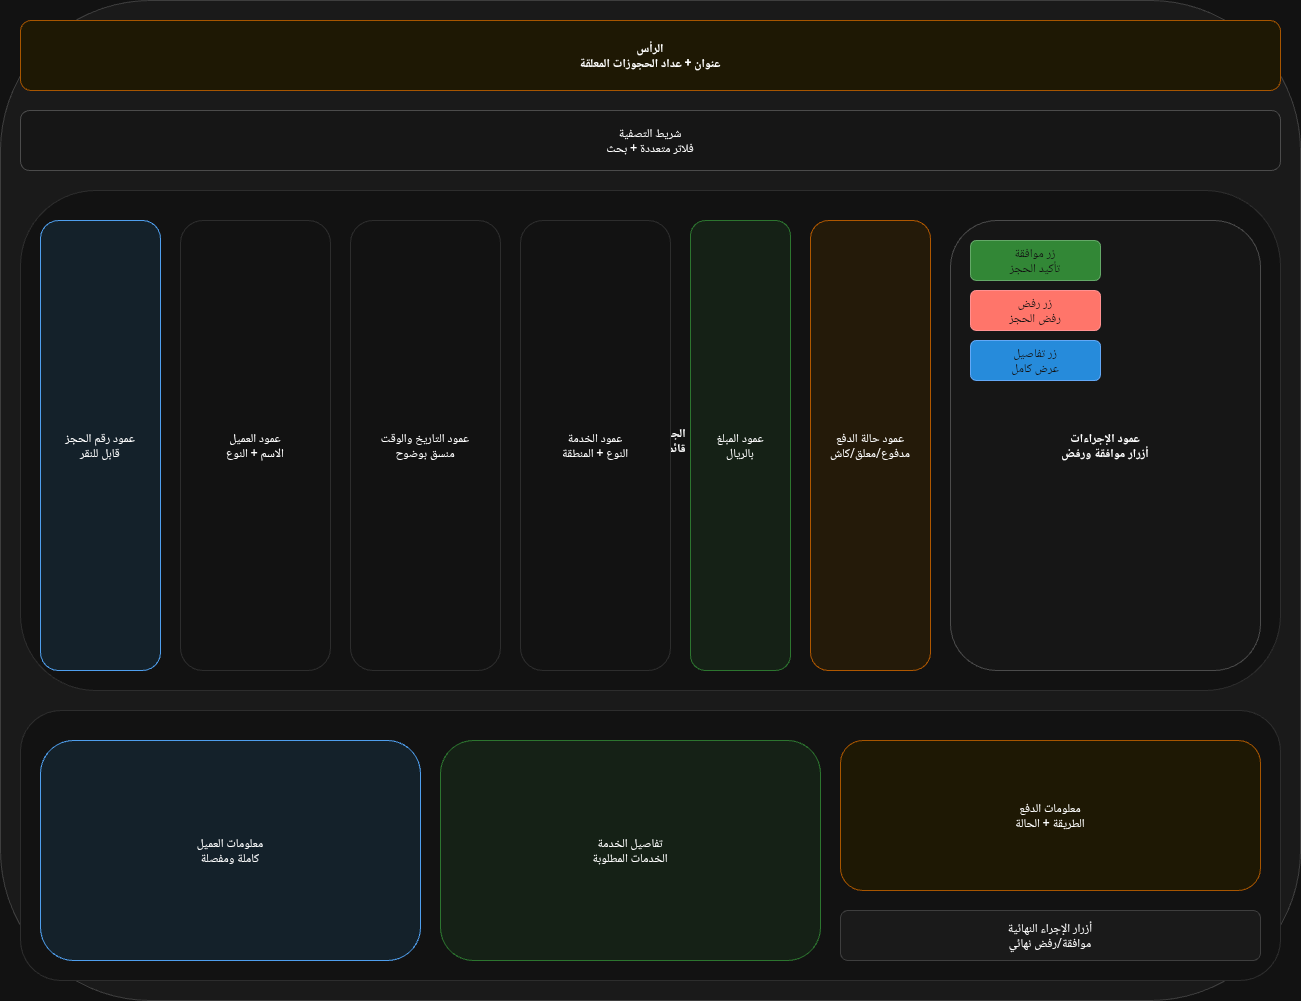 الرأس
عنوان + عداد الحجوزات المعلقة
شريط التصفية
فلاتر متعددة + بحث
زر موافقة
تأكيد الحجز
زر رفض
رفض الحجز
زر تفاصيل
عرض كامل
عمود الإجراءات
أزرار موافقة ورفض
عمود حالة الدفع
مدفوع/معلق/كاش
عمود المبلغ
بالريال
عمود الخدمة
النوع + المنطقة
عمود التاريخ والوقت
منسق بوضوح
عمود العميل
الاسم + النوع
عمود رقم الحجز
قابل للنقر
معلومات الدفع
الطريقة + الحالة
أزرار الإجراء النهائية
موافقة/رفض نهائي
تفاصيل الخدمة
الخدمات المطلوبة
معلومات العميل
كاملة ومفصلة